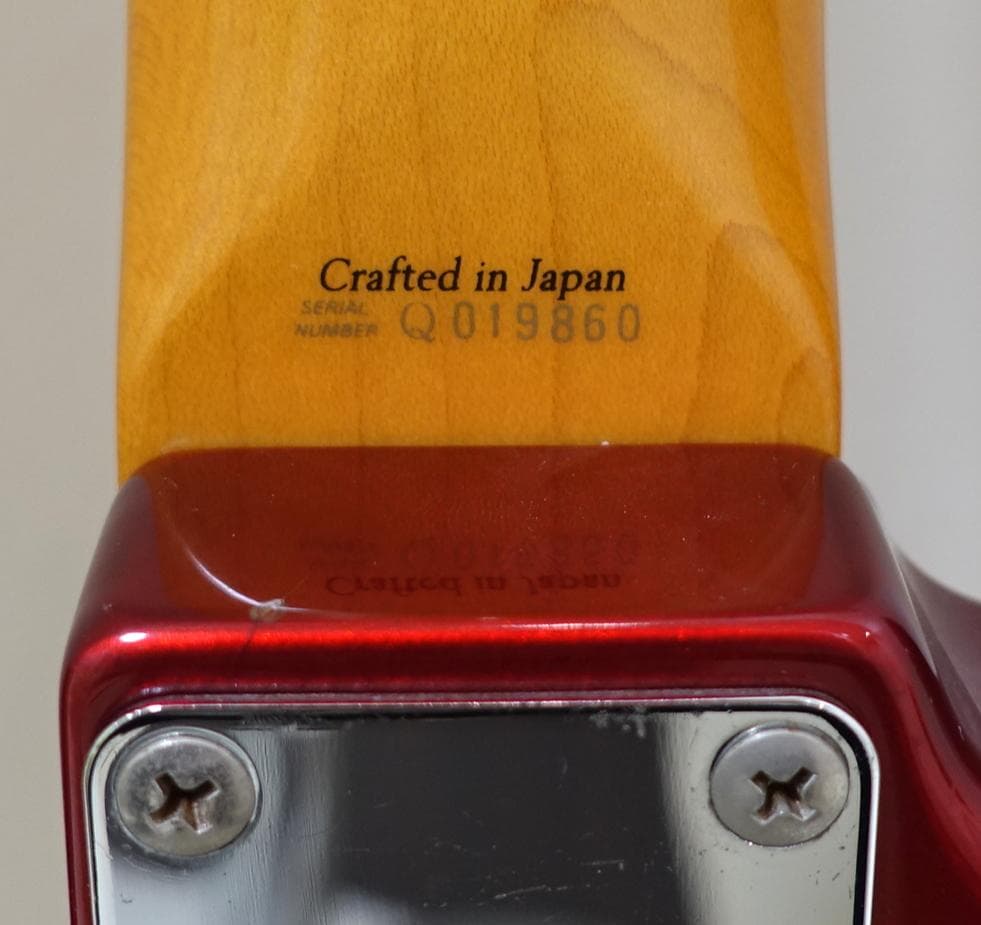 Crafted in Japan
SERIAL
NUMBER Q019860